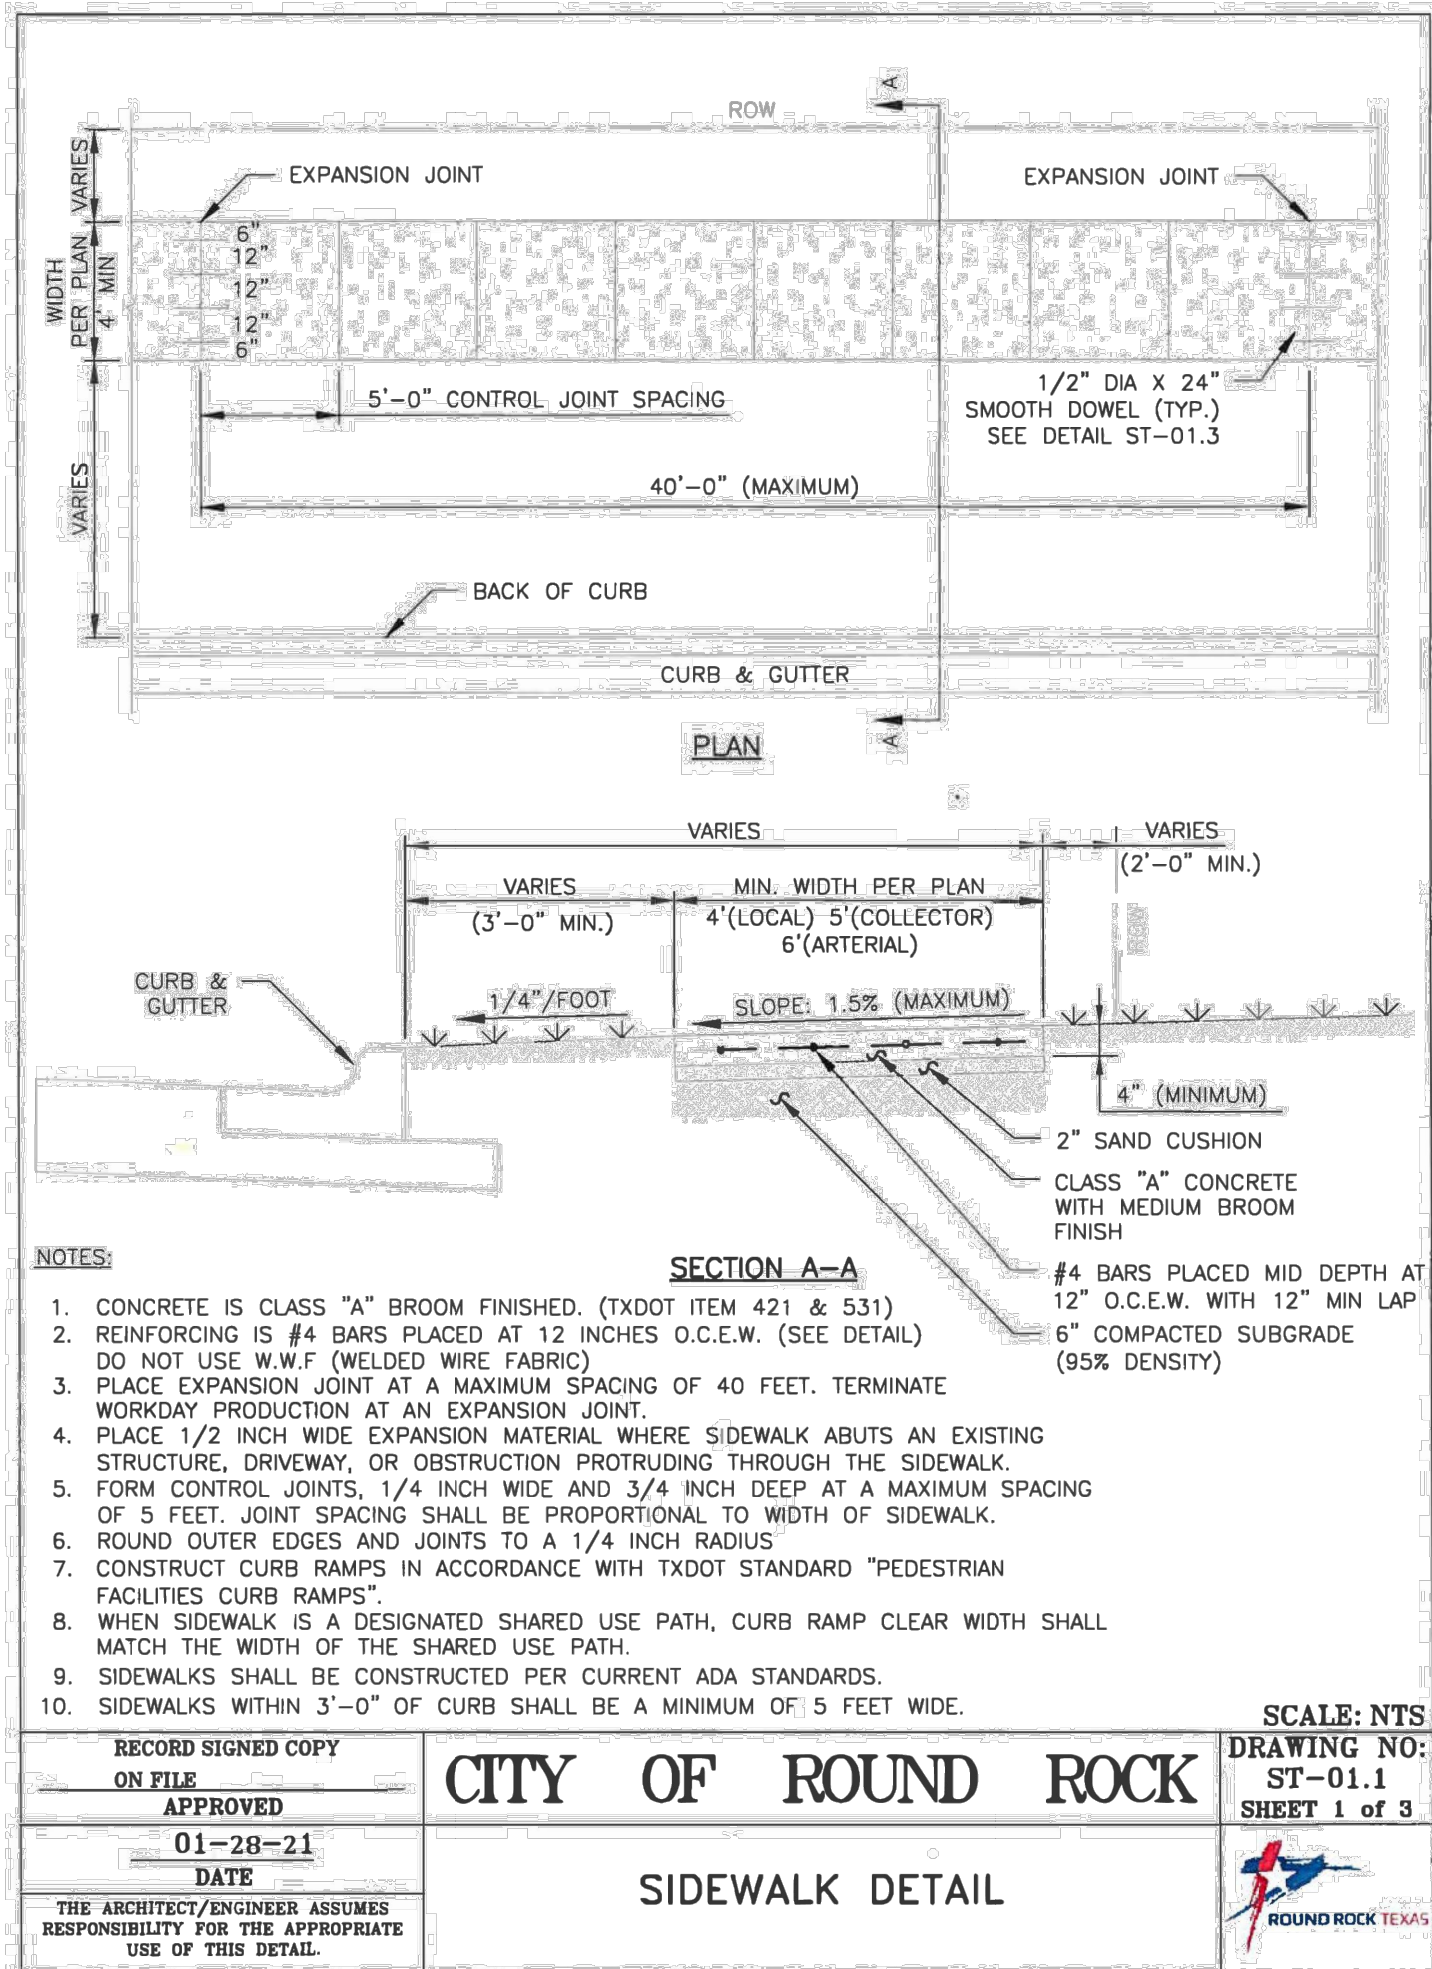 A
ROW
VARIES
EXPANSION JOINT
EXPANSION JOINT
WIDTH
PER PLAN
4' MIN
6"
12"
12"
12"
6"
5'-0" CONTROL JOINT SPACING
1/2" DIA X 24"
SMOOTH DOWEL (TYP.)
SEE DETAIL ST-01.3
VARIES
40'-0" (MAXIMUM)
BACK OF CURB
CURB & GUTTER
A
PLAN
VARIES
VARIES
(2'-0" MIN.)
VARIES
(3'-0" MIN.)
MIN. WIDTH PER PLAN
4'(LOCAL) 5'(COLLECTOR)
6'(ARTERIAL)
ROW
CURB &
GUTTER
1/4"/FOOT
SLOPE: 1.5% (MAXIMUM)
4" (MINIMUM)
2" SAND CUSHION
CLASS "A" CONCRETE
WITH MEDIUM BROOM
FINISH
#4 BARS PLACED MID DEPTH AT
12" O.C.E.W. WITH 12" MIN LAP
6" COMPACTED SUBGRADE
(95% DENSITY)
SECTION A-A
NOTES:
1. CONCRETE IS CLASS "A" BROOM FINISHED. (TXDOT ITEM 421 & 531)
2. REINFORCING IS #4 BARS PLACED AT 12 INCHES O.C.E.W. (SEE DETAIL)
DO NOT USE W.W.F (WELDED WIRE FABRIC)
3. PLACE EXPANSION JOINT AT A MAXIMUM SPACING OF 40 FEET. TERMINATE
WORKDAY PRODUCTION AT AN EXPANSION JOINT.
4. PLACE 1/2 INCH WIDE EXPANSION MATERIAL WHERE SIDEWALK ABUTS AN EXISTING
STRUCTURE, DRIVEWAY, OR OBSTRUCTION PROTRUDING THROUGH THE SIDEWALK.
5. FORM CONTROL JOINTS, 1/4 INCH WIDE AND 3/4 INCH DEEP AT A MAXIMUM SPACING
OF 5 FEET. JOINT SPACING SHALL BE PROPORTIONAL TO WIDTH OF SIDEWALK.
6. ROUND OUTER EDGES AND JOINTS TO A 1/4 INCH RADIUS
7. CONSTRUCT CURB RAMPS IN ACCORDANCE WITH TXDOT STANDARD "PEDESTRIAN
FACILITIES CURB RAMPS".
8. WHEN SIDEWALK IS A DESIGNATED SHARED USE PATH, CURB RAMP CLEAR WIDTH SHALL
MATCH THE WIDTH OF THE SHARED USE PATH.
9. SIDEWALKS SHALL BE CONSTRUCTED PER CURRENT ADA STANDARDS.
10. SIDEWALKS WITHIN 3'-0" OF CURB SHALL BE A MINIMUM OF 5 FEET WIDE.
SCALE: NTS
RECORD SIGNED COPY
ON FILE
APPROVED
01-28-21
DATE
THE ARCHITECT/ENGINEER ASSUMES
RESPONSIBILITY FOR THE APPROPRIATE
USE OF THIS DETAIL.
CITY OF ROUND ROCK
SIDEWALK DETAIL
DRAWING NO:
ST-01.1
SHEET 1 of 3
ROUND ROCK TEXAS